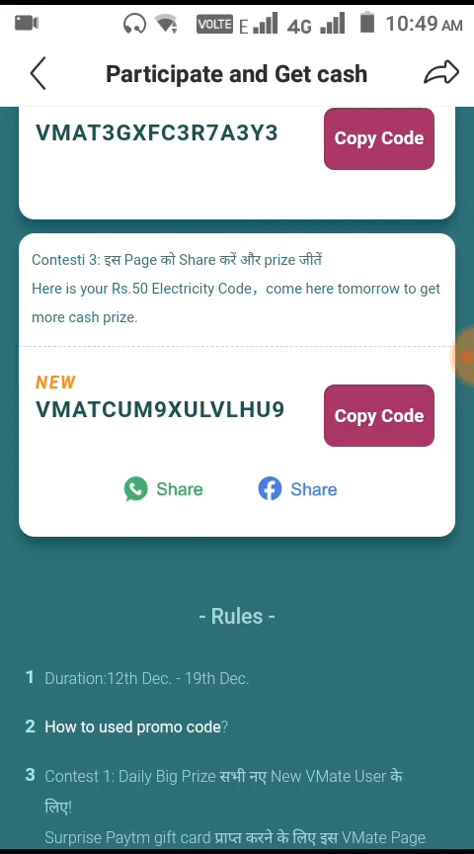 VOLTE E 4G 10:49 AM
Participate and Get cash
VMAT3GXFC3R7A3Y3
Copy Code
Contesti 3: इस Page को Share करें और prize जीतें
Here is your Rs.50 Electricity Code, come here tomorrow to get
more cash prize.
NEW
VMATCUM9XULVLHU9
Copy Code
Share Share
- Rules -
1 Duration:12th Dec. - 19th Dec.
2 How to used promo code?
3 Contest 1: Daily Big Prize सभी नए New VMate User के
लिए!
Surprise Paytm gift card प्राप्त करने के लिए इस VMate Page